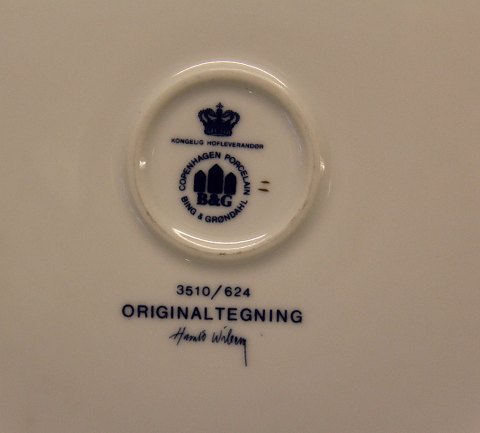 KONGELIG HOFLEVERANDØR
COPENHAGEN PORCELAIN
B&G
BING & GRØNDAHL
3510/624
ORIGINALTEGNING